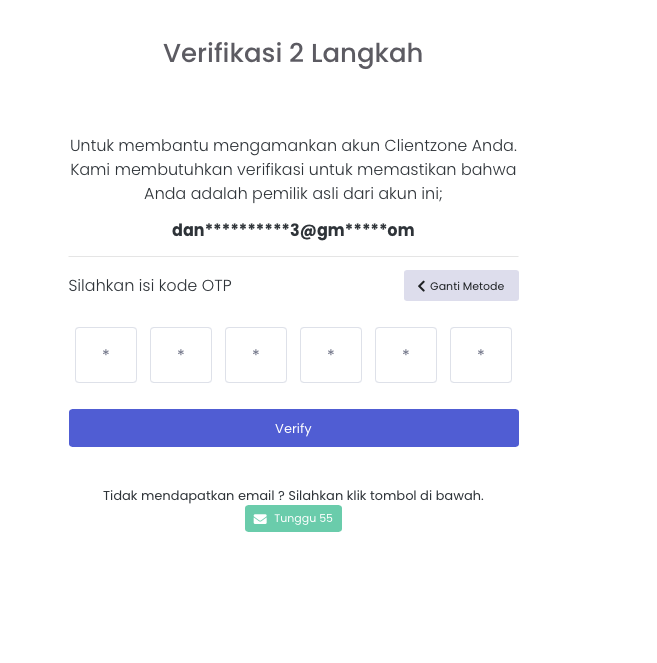 Verifikasi 2 Langkah
Untuk membantu mengamankan akun Clientzone Anda.
Kami membutuhkan verifikasi untuk memastikan bahwa
Anda adalah pemilik asli dari akun ini;
dan**********3@gm*****om
Silahkan isi kode OTP
Ganti Metode
* * * * * *
Verify
Tidak mendapatkan email ? Silahkan klik tombol di bawah.
Tunggu 55